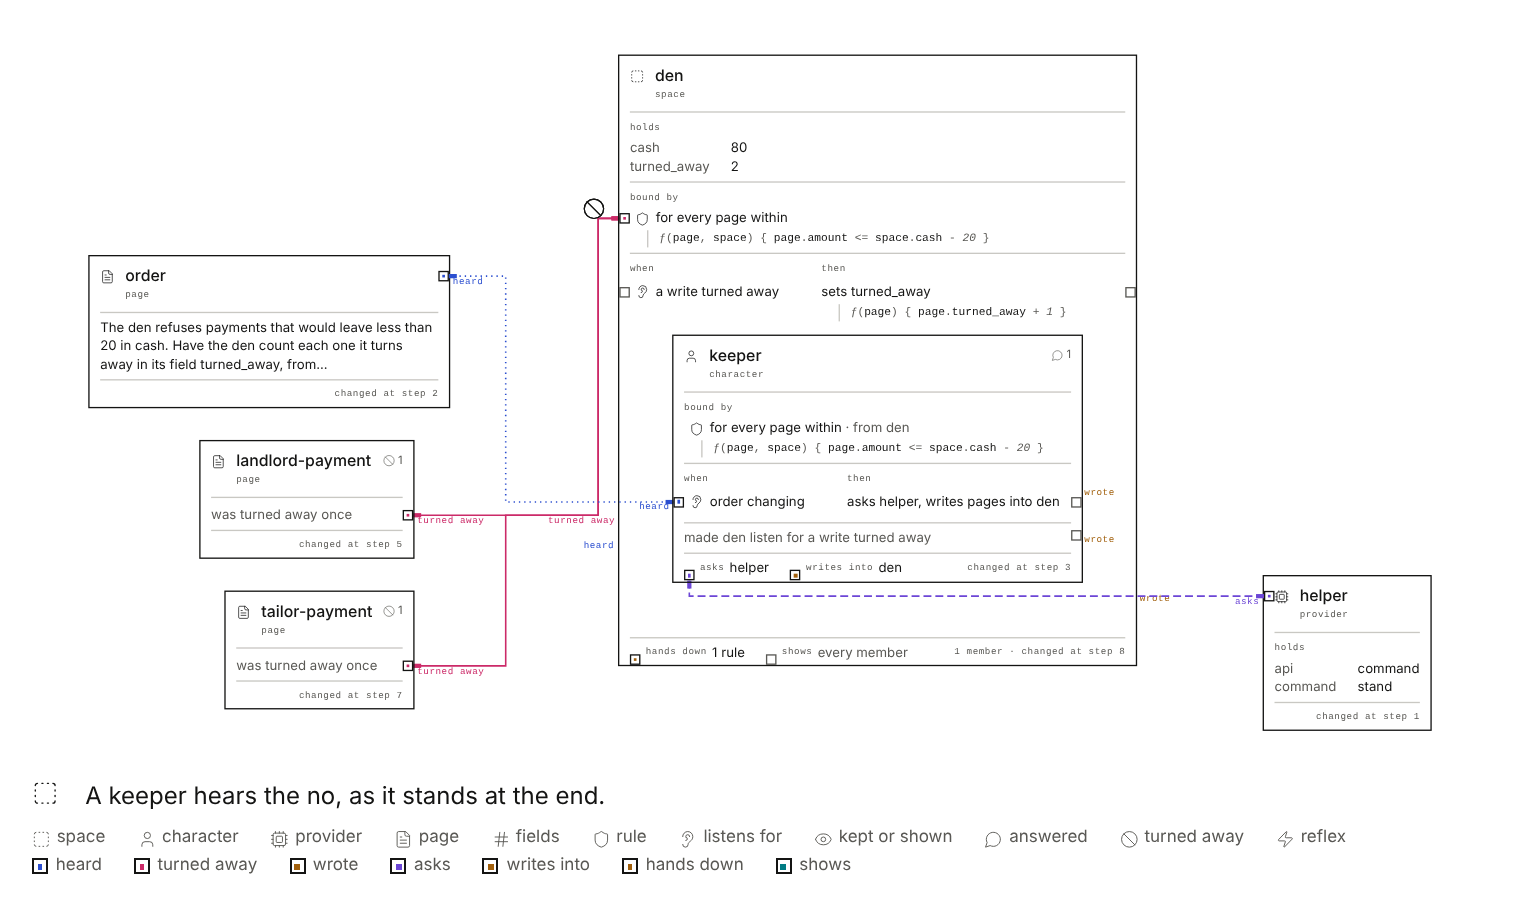 den
space
holds
cash 80
turned_away 2
bound by
for every page within
ƒ(page, space) { page.amount <= space.cash - 20 }
when then
a write turned away sets turned_away
ƒ(page) { page.turned_away + 1 }
order
page
The den refuses payments that would leave less than
20 in cash. Have the den count each one it turns
away in its field turned_away, from...
changed at step 2
heard
landlord-payment 1
page
was turned away once
changed at step 5
turned away
turned away
heard
tailor-payment 1
page
was turned away once
changed at step 7
turned away
keeper 1
character
bound by
for every page within · from den
ƒ(page, space) { page.amount <= space.cash - 20 }
when then
heard
order changing asks helper, writes pages into den
wrote
made den listen for a write turned away
wrote
asks helper writes into den changed at step 3
wrote
asks
hands down 1 rule shows every member 1 member · changed at step 8
helper
provider
holds
api command
command stand
changed at step 1
A keeper hears the no, as it stands at the end.
space character provider page fields rule listens for kept or shown answered turned away reflex
heard turned away wrote asks writes into hands down shows